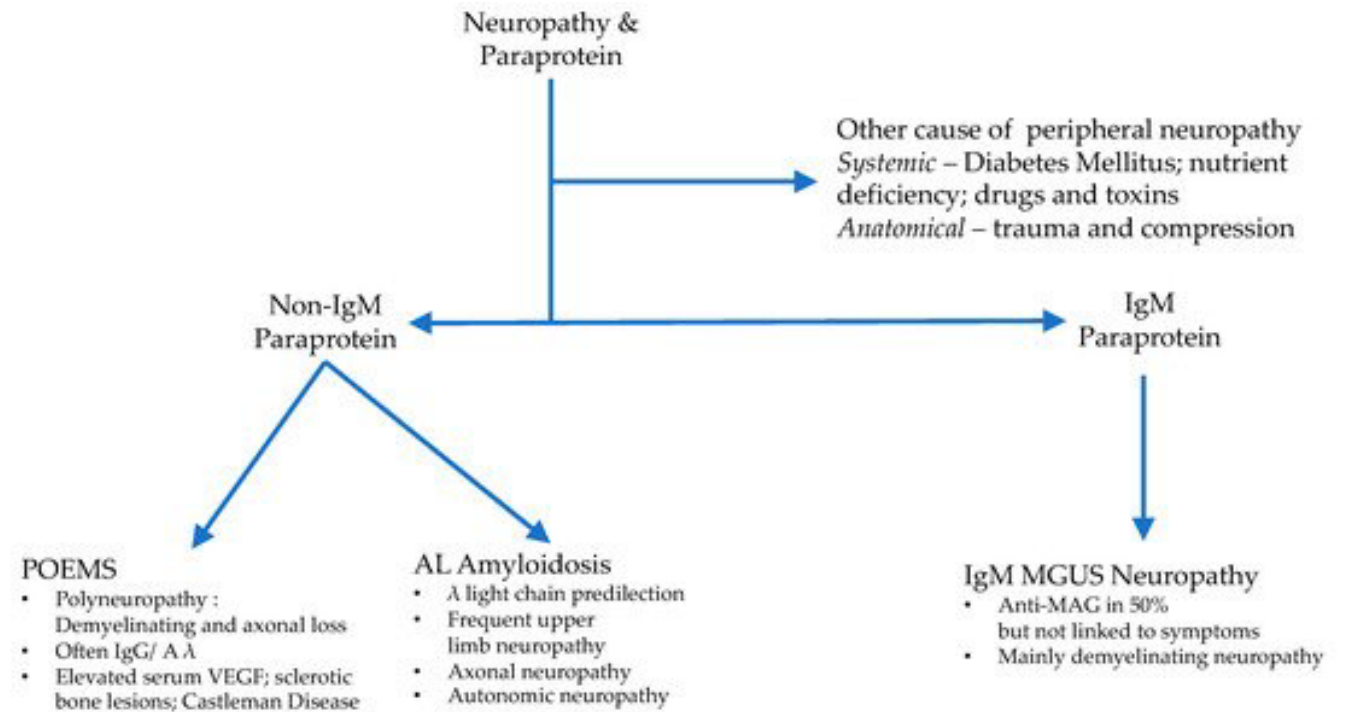 Neuropathy &
Paraprotein
Other cause of peripheral neuropathy
Systemic – Diabetes Mellitus; nutrient
deficiency; drugs and toxins
Anatomical – trauma and compression
Non-IgM
Paraprotein
IgM
Paraprotein
POEMS
• Polyneuropathy :
Demyelinating and axonal loss
• Often IgG/ A λ
• Elevated serum VEGF; sclerotic
bone lesions; Castleman Disease
AL Amyloidosis
• λ light chain predilection
• Frequent upper
limb neuropathy
• Axonal neuropathy
• Autonomic neuropathy
IgM MGUS Neuropathy
• Anti-MAG in 50%
but not linked to symptoms
• Mainly demyelinating neuropathy